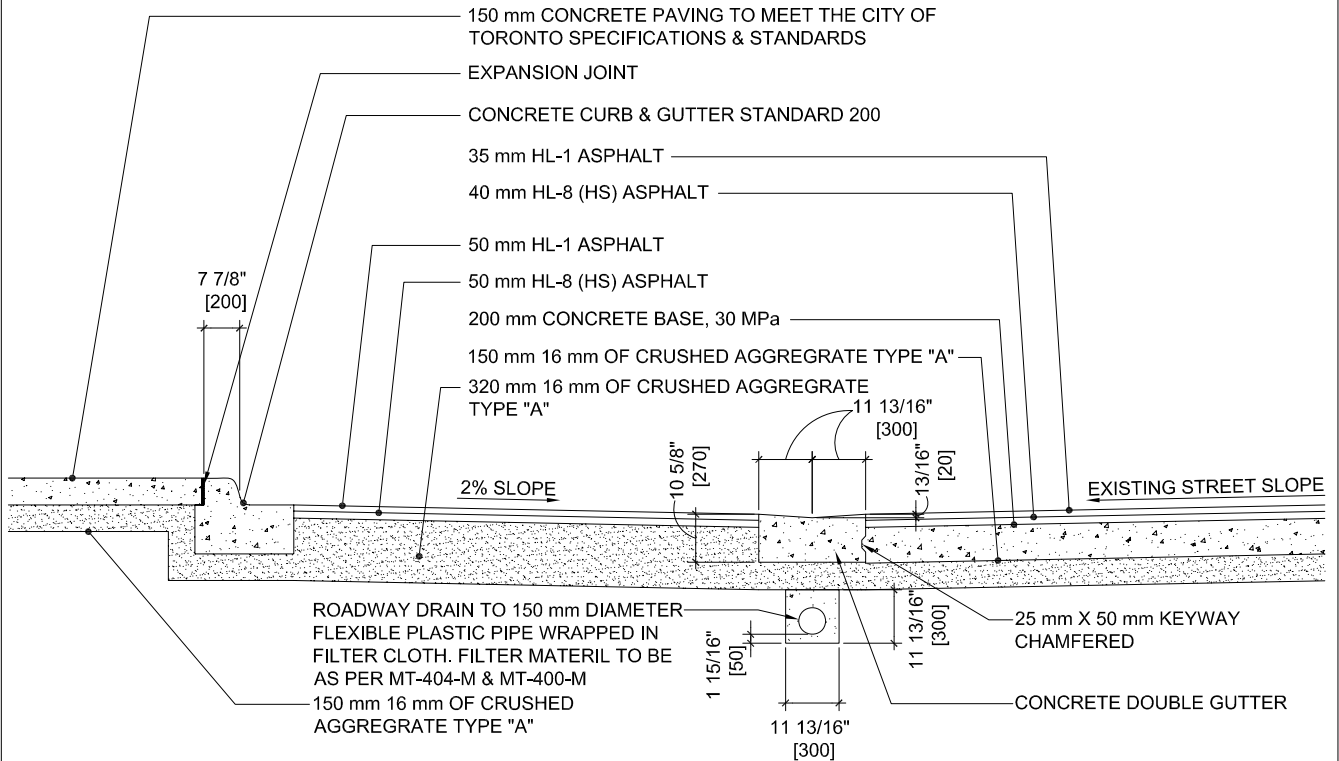 150 mm CONCRETE PAVING TO MEET THE CITY OF
TORONTO SPECIFICATIONS & STANDARDS
EXPANSION JOINT
CONCRETE CURB & GUTTER STANDARD 200
35 mm HL-1 ASPHALT
40 mm HL-8 (HS) ASPHALT
50 mm HL-1 ASPHALT
50 mm HL-8 (HS) ASPHALT
200 mm CONCRETE BASE, 30 MPa
150 mm 16 mm OF CRUSHED AGGREGRATE TYPE "A"
320 mm 16 mm OF CRUSHED AGGREGRATE
TYPE "A"
7 7/8"
[200]
11 13/16"
[300]
10 5/8"
[270]
13/16"
[20]
2% SLOPE
EXISTING STREET SLOPE
ROADWAY DRAIN TO 150 mm DIAMETER
FLEXIBLE PLASTIC PIPE WRAPPED IN
FILTER CLOTH. FILTER MATERIL TO BE
AS PER MT-404-M & MT-400-M
150 mm 16 mm OF CRUSHED
AGGREGRATE TYPE "A"
1 15/16"
[50]
11 13/16"
[300]
11 13/16"
[300]
25 mm X 50 mm KEYWAY
CHAMFERED
CONCRETE DOUBLE GUTTER